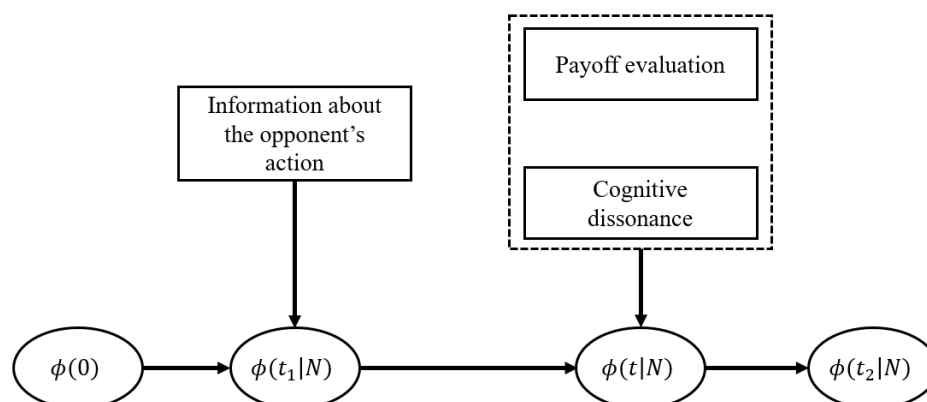 Payoff evaluation
Information about
the opponent's
action
Cognitive
dissonance
ϕ(0)
ϕ(t₁|N)
ϕ(t|N)
ϕ(t₂|N)